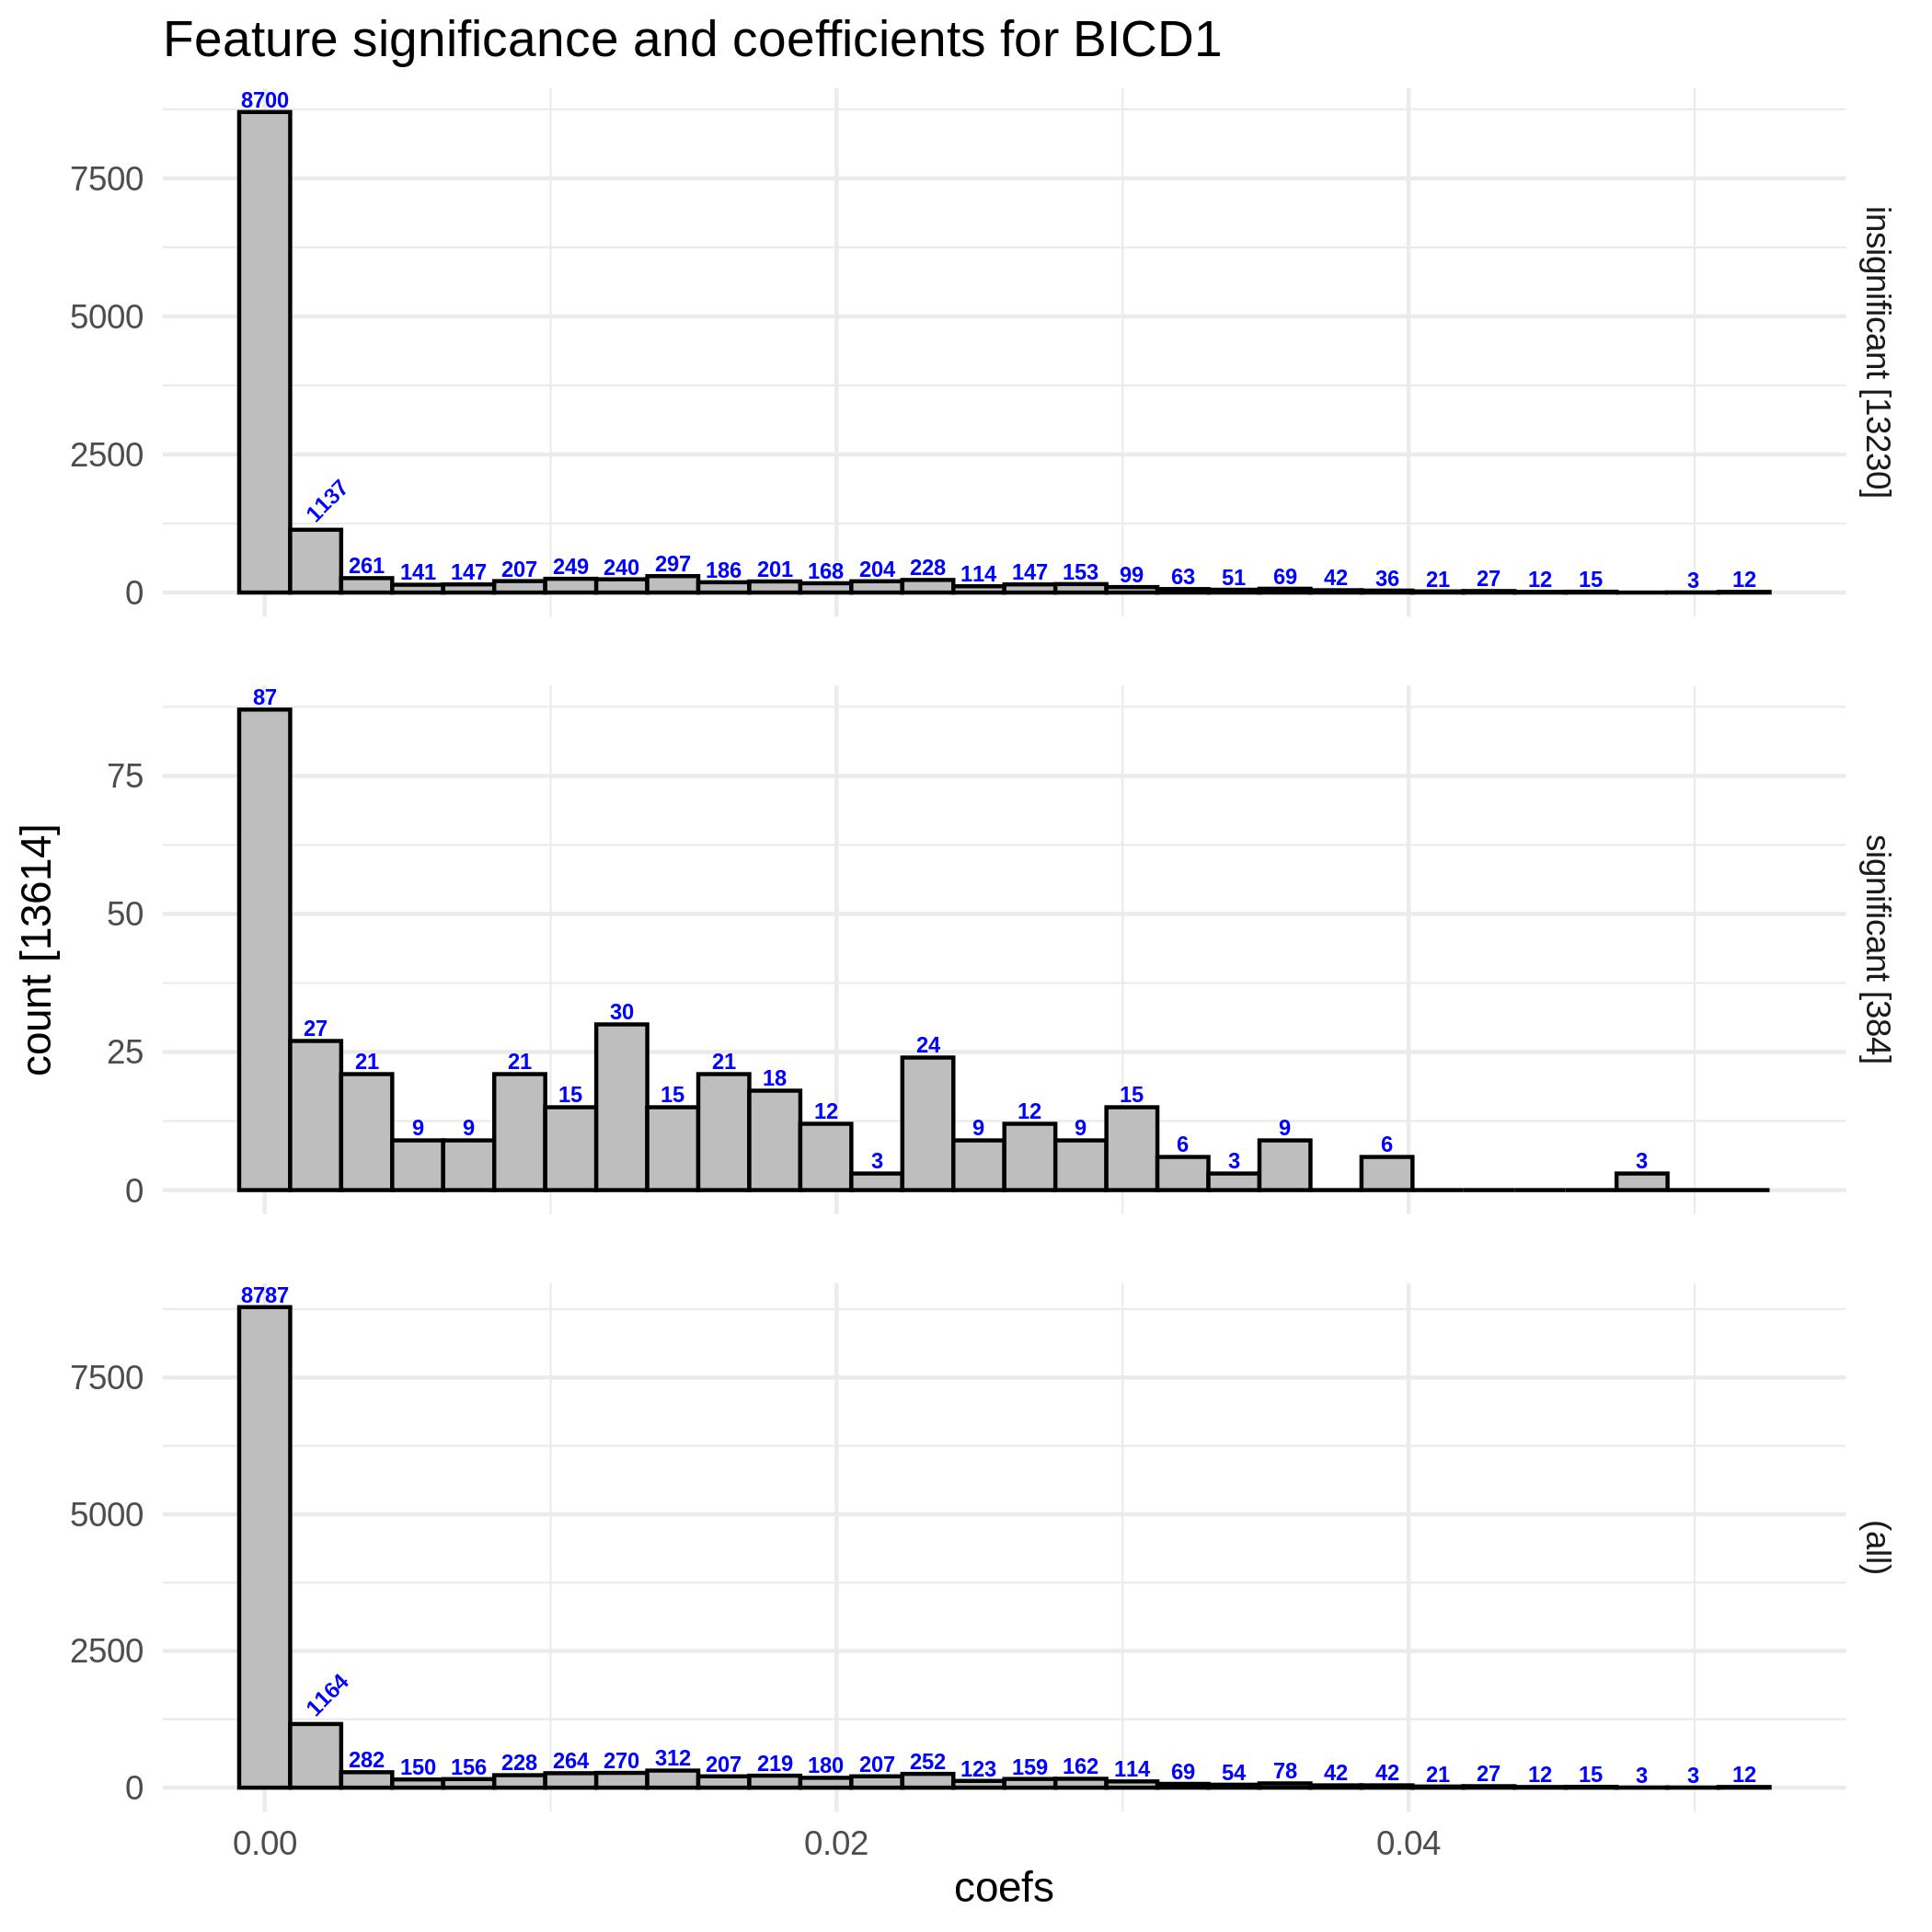 Feature significance and coefficients for BICD1
8700
7500
5000
2500
0
1137
261 141 147 207 249 240 297 186 201 168 204 228 114 147 153 99 63 51 69 42 36 21 27 12 15 3 12
insignificant [13230]
count [13614]
87
75
50
25
0
27 21 9 9 21 15 30 15 21 18 12 3 24 9 12 9 15 6 3 9 6 3
significant [384]
8787
7500
5000
2500
0
1164
282 150 156 228 264 270 312 207 219 180 207 252 123 159 162 114 69 54 78 42 42 21 27 12 15 3 3 12
(all)
0.00 0.02 0.04
coefs